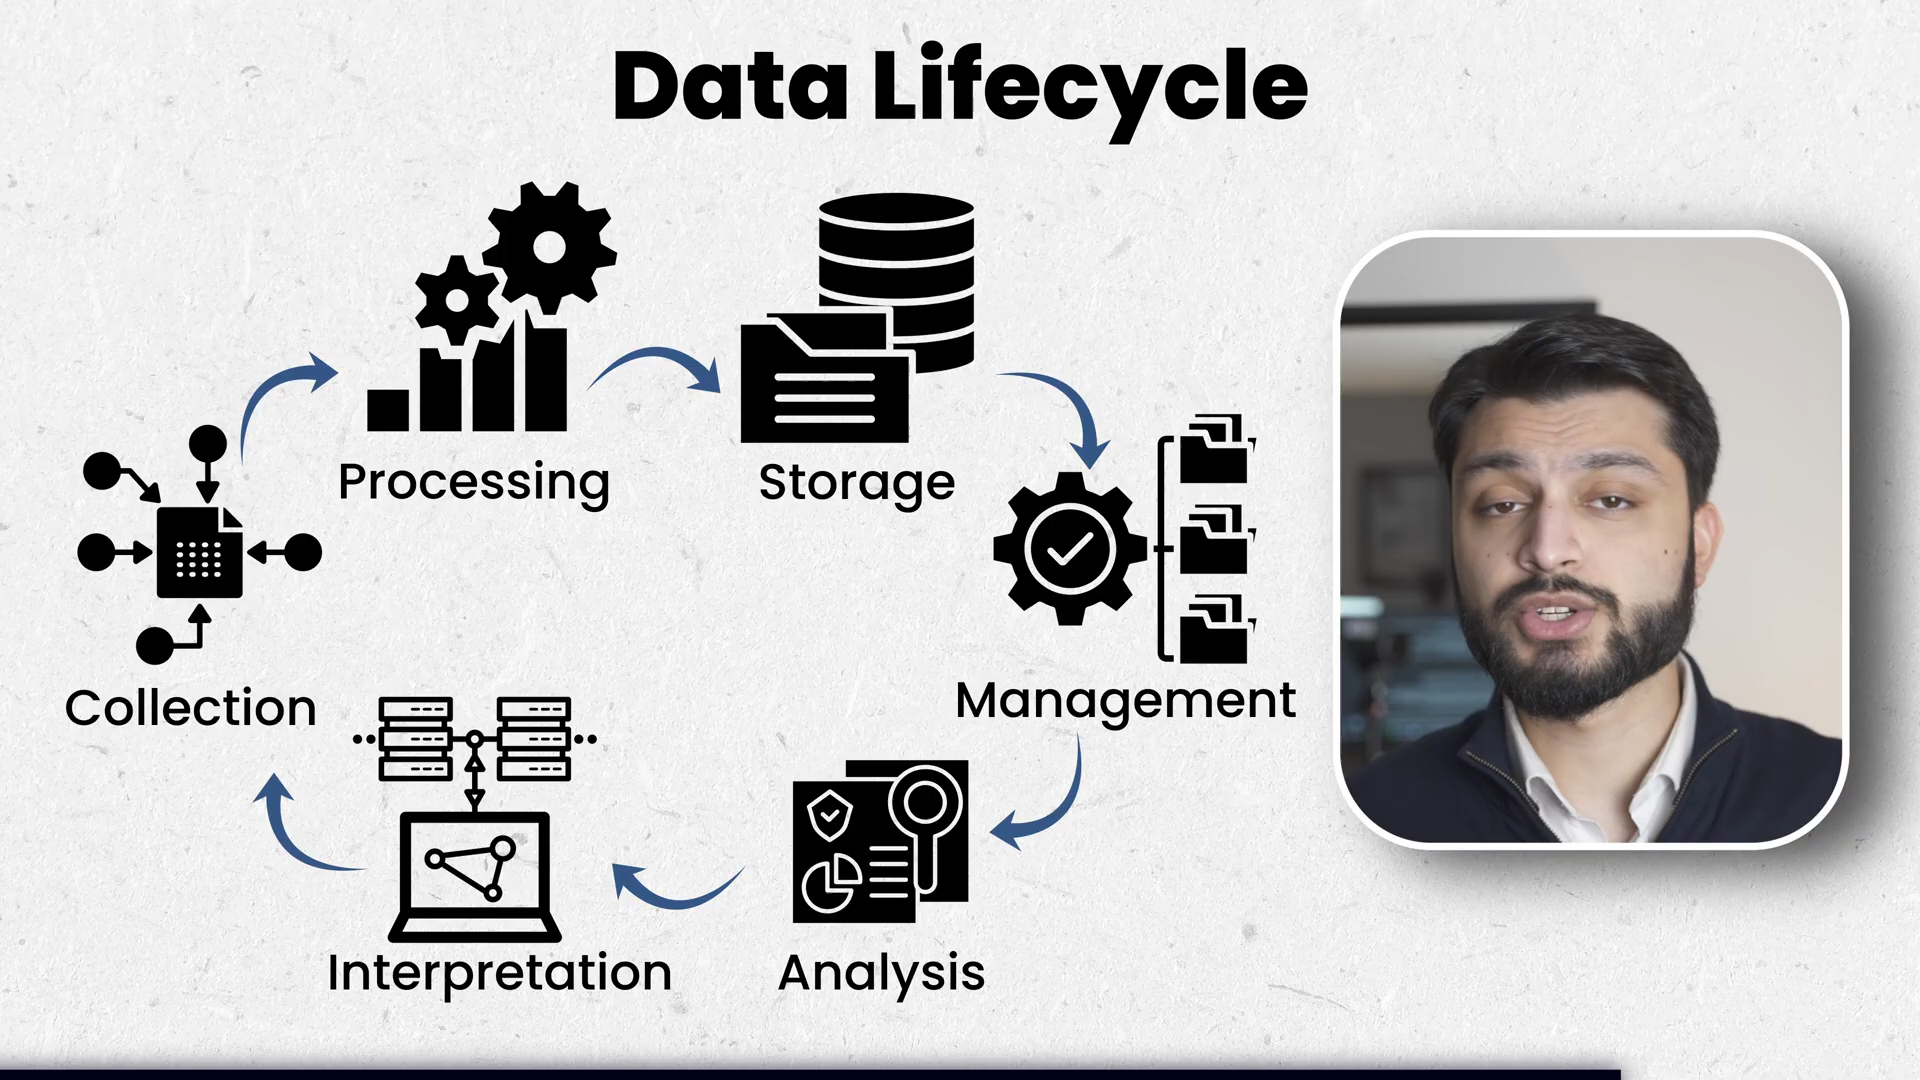 Data Lifecycle
Processing
Storage
Collection
Management
Interpretation
Analysis